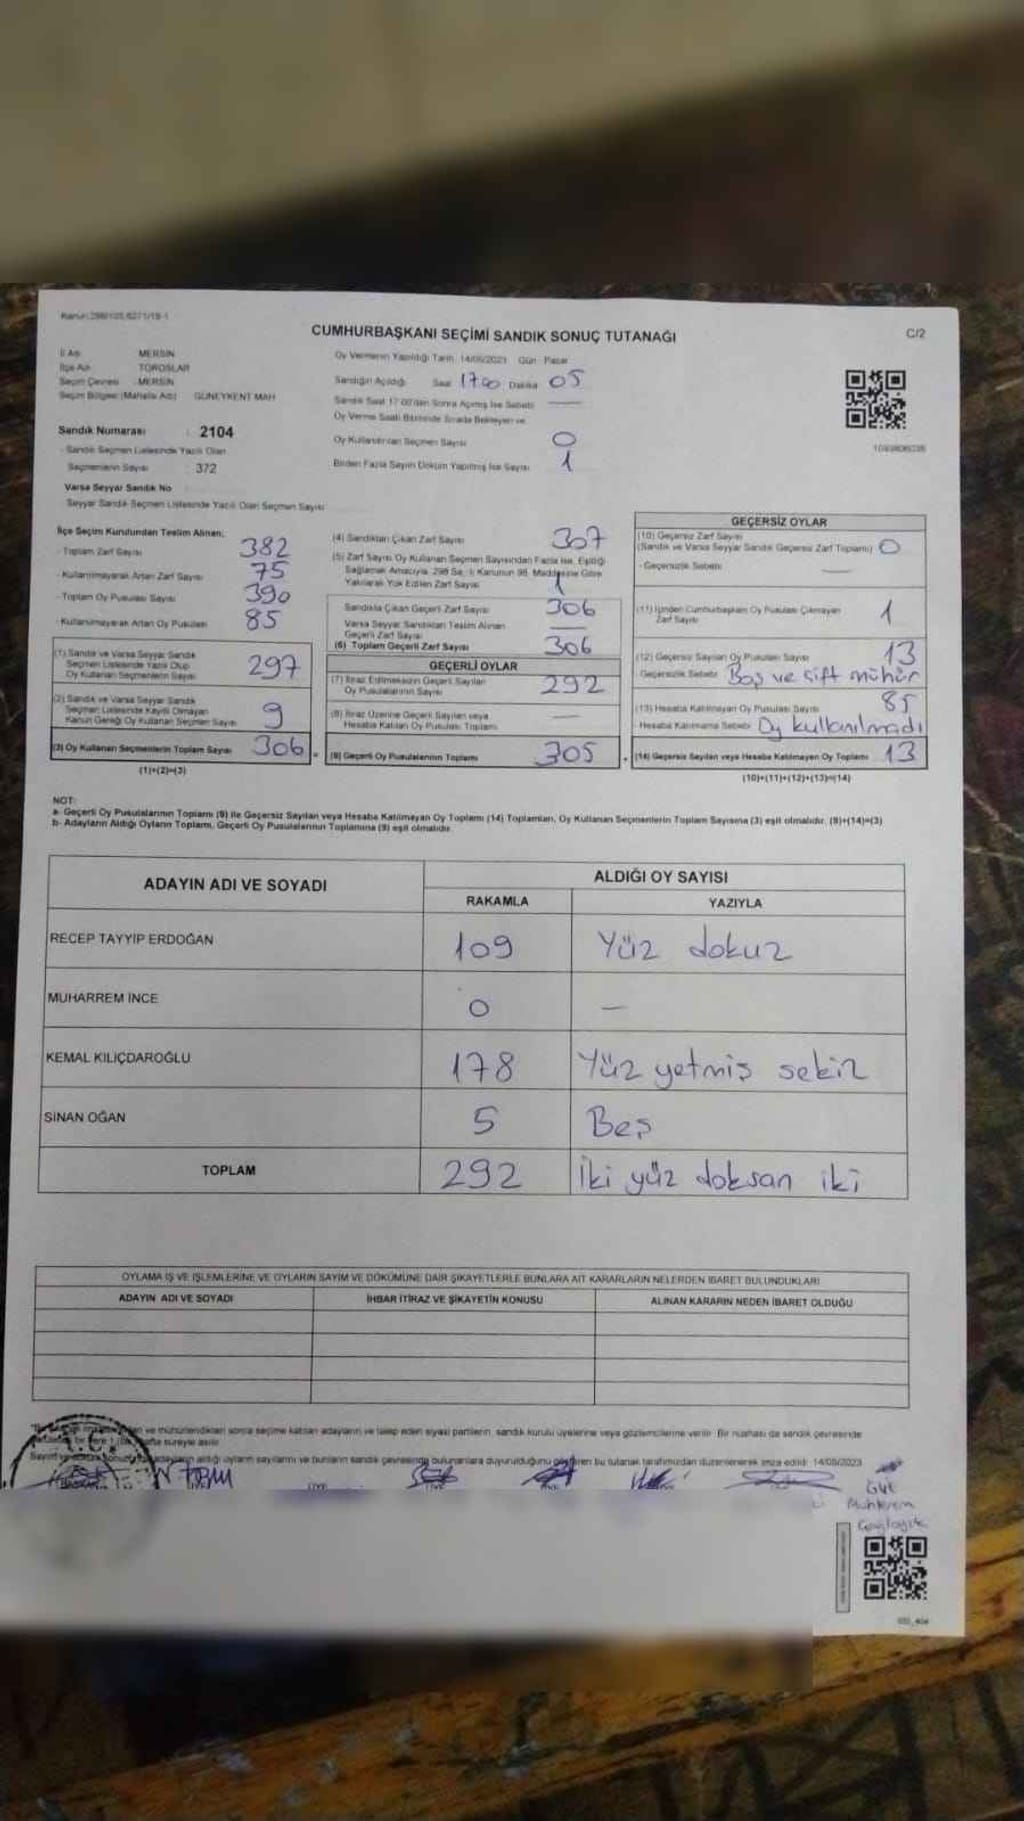 CUMHURBAŞKANI SEÇİMİ SANDIK SONUÇ TUTANAĞI
C/2
İl Adı MERSİN
İlçe Adı TOROSLAR
Seçim Çevresi MERSİN
Seçim Bölgesi (Mahalle Adı) GÜNEYKENT MAH
Sandık Numarası : 2104
Sandık Seçmen Listesinde Yazılı Olan
Seçmenlerin Sayısı 372
Varsa Seyyar Sandık No
Seyyar Sandık Seçmen Listesinde Yazılı Olan Seçmen Sayısı
Oy Vermenin Yapıldığı Tarih 14/05/2023 Gün Pazar
Sandığın Açıldığı Saat 1700 Dakika 05
Sandık Saat 17:00'dan Sonra Açılmış İse Sebebi
Oy Verme Saati Bitiminde Sırada Bekleyen ve
Oy Kullandırılan Seçmen Sayısı 0
Birden Fazla Sayım Döküm Yapılmış İse Sayısı 1
İlçe Seçim Kurulundan Teslim Alınan;
- Toplam Zarf Sayısı 382
- Kullanılmayarak Artan Zarf Sayısı 75
- Toplam Oy Pusulası Sayısı 390
- Kullanılmayarak Artan Oy Pusulası 85
(1) Sandık ve Varsa Seyyar Sandık
Seçmen Listesinde Yazılı Olup
Oy Kullanan Seçmenlerin Sayısı 297
(2) Sandık ve Varsa Seyyar Sandık
Seçmen Listesinde Kayıtlı Olmayan
Kanun Gereği Oy Kullanan Seçmen Sayısı 9
(3) Oy Kullanan Seçmenlerin Toplam Sayısı 306
(1)+(2)=(3)
(4) Sandıktan Çıkan Zarf Sayısı 307
(5) Zarf Sayısı Oy Kullanan Seçmen Sayısından Fazla İse, Eşitliği
Sağlamak Amacıyla, 298 Sa. lı Kanunun 98. Maddesine Göre
Yakılarak Yok Edilen Zarf Sayısı 1
Sandıkta Çıkan Geçerli Zarf Sayısı 306
Varsa Seyyar Sandıktan Teslim Alınan
Geçerli Zarf Sayısı
(6) Toplam Geçerli Zarf Sayısı 306
GEÇERLİ OYLAR
(7) İtiraz Edilmeksizin Geçerli Sayılan
Oy Pusulalarının Sayısı 292
(8) İtiraz Üzerine Geçerli Sayılan veya
Hesaba Katılan Oy Pusulası Toplamı —
(9) Geçerli Oy Pusulalarının Toplamı 305
GEÇERSİZ OYLAR
(10) Geçersiz Zarf Sayısı
(Sandık ve Varsa Seyyar Sandık Geçersiz Zarf Toplamı) 0
- Geçersizlik Sebebi —
(11) İçinden Cumhurbaşkanı Oy Pusulası Çıkmayan
Zarf Sayısı 1
(12) Geçersiz Sayılan Oy Pusulası Sayısı 13
Geçersizlik Sebebi Boş ve çift mühür
(13) Hesaba Katılmayan Oy Pusulası Sayısı 85
Hesaba Katılmama Sebebi Oy kullanılmadı
(14) Geçersiz Sayılan veya Hesaba Katılmayan Oy Toplamı 13
(10)+(11)+(12)+(13)=(14)
NOT:
a- Geçerli Oy Pusulalarının Toplamı (9) ile Geçersiz Sayılan veya Hesaba Katılmayan Oy Toplamı (14) Toplamları, Oy Kullanan Seçmenlerin Toplam Sayısına (3) eşit olmalıdır. (9)+(14)=(3)
b- Adayların Aldığı Oyların Toplamı, Geçerli Oy Pusulalarının Toplamına (9) eşit olmalıdır.
ADAYIN ADI VE SOYADI
ALDIĞI OY SAYISI
RAKAMLA YAZIYLA
RECEP TAYYİP ERDOĞAN 109 Yüz dokuz
MUHARREM İNCE 0 —
KEMAL KILIÇDAROĞLU 178 Yüz yetmiş sekiz
SİNAN OĞAN 5 Beş
TOPLAM 292 İki yüz doksan iki
OYLAMA İŞ VE İŞLEMLERİNE VE OYLARIN SAYIM VE DÖKÜMÜNE DAİR ŞİKAYETLERLE BUNLARA AİT KARARLARIN NELERDEN İBARET BULUNDUKLARI
ADAYIN ADI VE SOYADI İHBAR İTİRAZ VE ŞİKAYETİN KONUSU ALINAN KARARIN NEDEN İBARET OLDUĞU
ve mühürlendikten sonra seçime katılan adayların ve talep eden siyasi partilerin, sandık kurulu üyelerine veya gözlemcilerine verilir. Bir nüshası da sandık çevresinde
hafta süreyle asılır.
T.C.
adayların aldığı oyların sayılarını ve bunların sandık çevresinde bulunanlara duyurulduğunu gösteren bu tutanak tarafımızdan düzenlenerek imza edildi. 14/05/2023
Gül
Muhterem